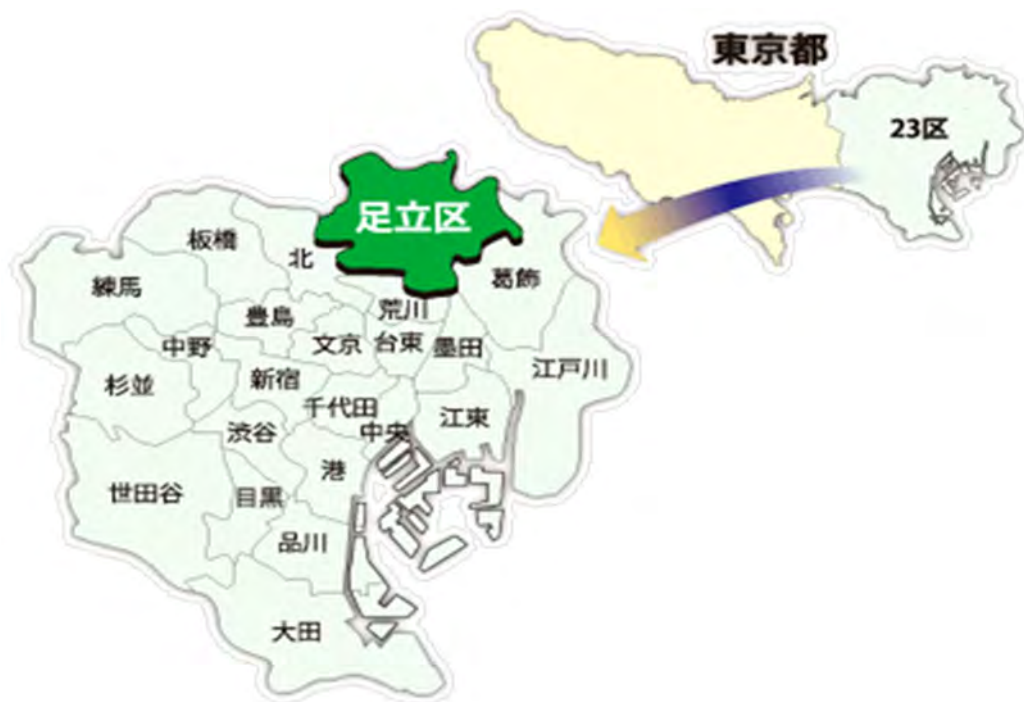 東京都
23区
足立区
板橋
北
練馬
葛飾
荒川
豊島
文京
台東
墨田
中野
江戸川
杉並
新宿
千代田
江東
渋谷
中央
港
世田谷
目黒
品川
大田